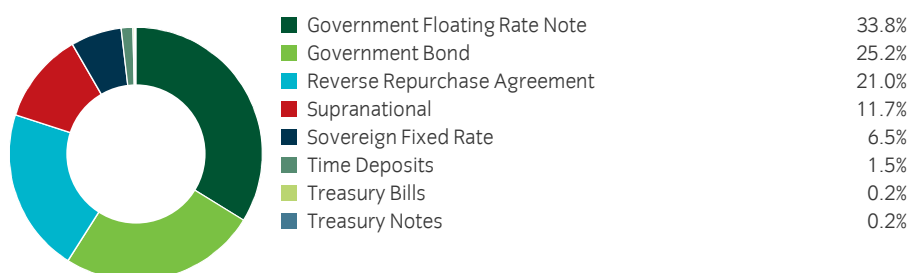 Government Floating Rate Note 33.8%
Government Bond 25.2%
Reverse Repurchase Agreement 21.0%
Supranational 11.7%
Sovereign Fixed Rate 6.5%
Time Deposits 1.5%
Treasury Bills 0.2%
Treasury Notes 0.2%